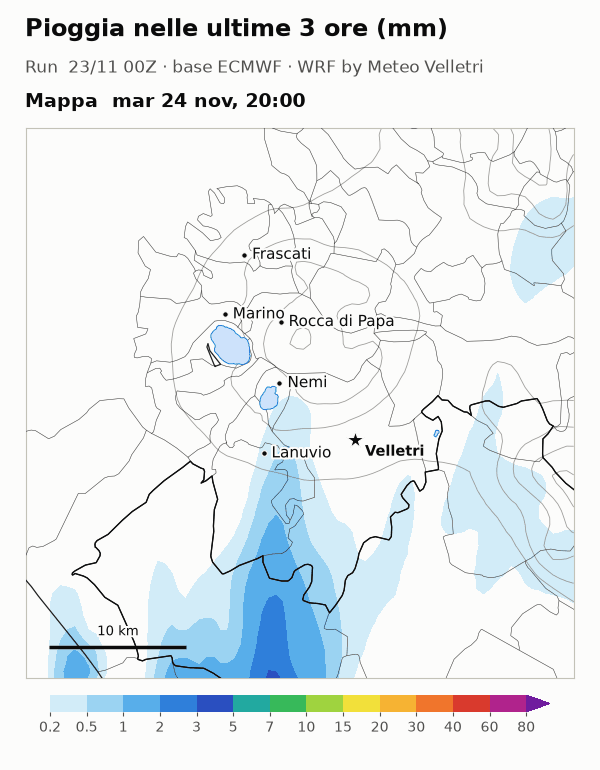 Pioggia nelle ultime 3 ore (mm)
Run  23/11 00Z · base ECMWF · WRF by Meteo Velletri
Mappa  mar 24 nov, 20:00
Frascati
Marino
Rocca di Papa
Nemi
Velletri
Lanuvio
10 km
0.2 0.5 1 2 3 5 7 10 15 20 30 40 60 80